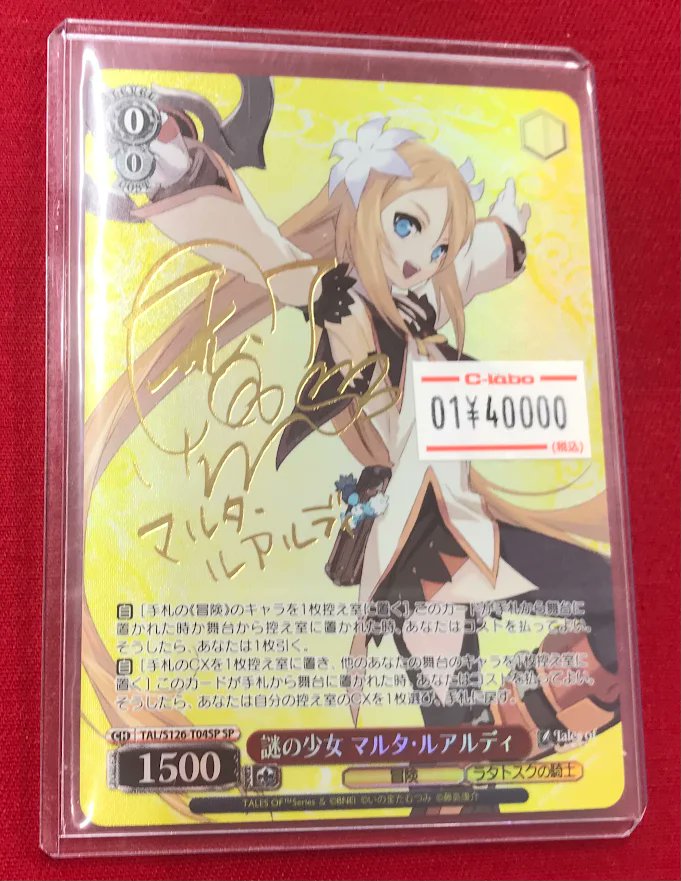 LEVEL
0
0
COST
C-labo
01¥40000
(税込)
マルタ・
ルアルディ
自 [手札の《冒険》のキャラを1枚控え室に置く] このカードが手札から舞台に
置かれた時か舞台から控え室に置かれた時、あなたはコストを払ってよい。
そうしたら、あなたは1枚引く。
自 [手札のCXを1枚控え室に置き、他のあなたの舞台のキャラを1枚控え室に
置く] このカードが手札から舞台に置かれた時、あなたはコストを払ってよい。
そうしたら、あなたは自分の控え室のCXを1枚選び、手札に戻す。
TAL/S126-T04SP SP
謎の少女 マルタ・ルアルディ
Tales of
1500
冒険
ラタトスクの騎士
TALES OF™Series & ©BNEI ©いのまたむつみ ©藤島康介